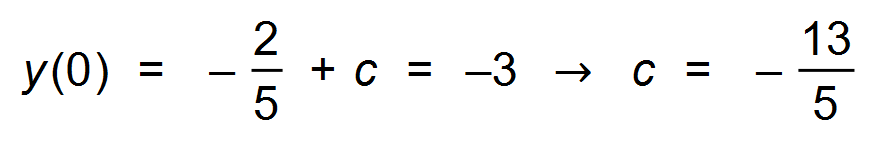 y(0) = –2/5 + c = –3 → c = –13/5